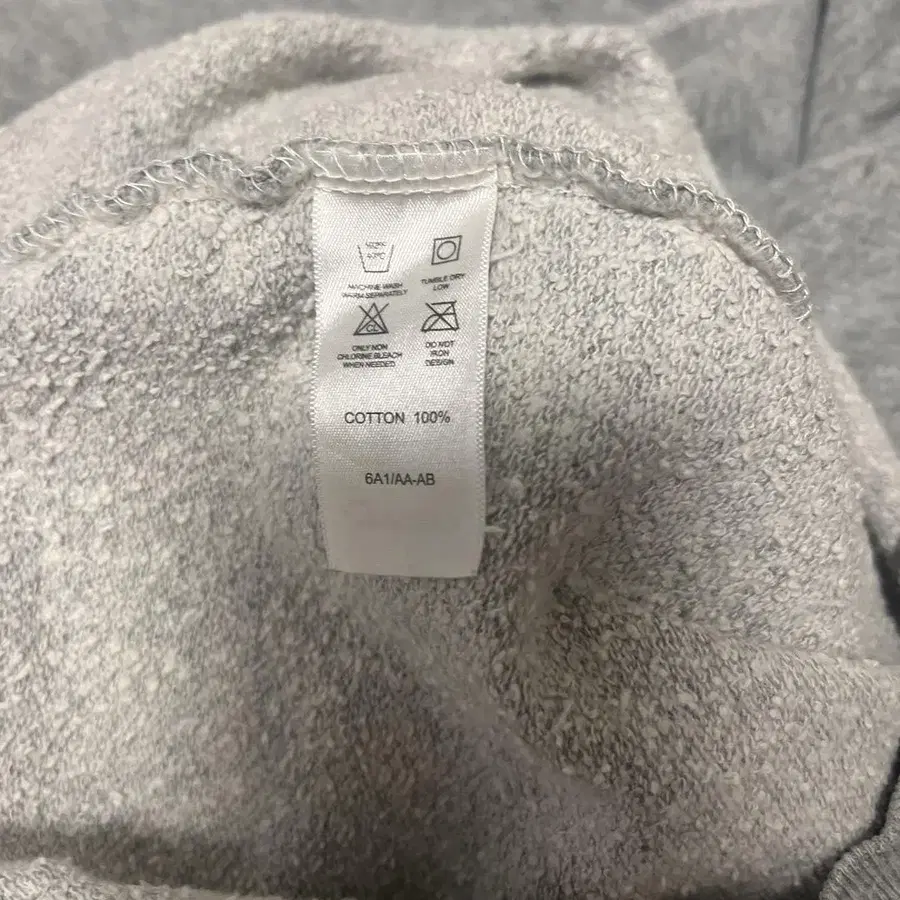 MACHINE WASH
WARM SEPARATELY
TUMBLE DRY
LOW
CL
ONLY NON
CHLORINE BLEACH
WHEN NEEDED
DO NOT
IRON
DESIGN
COTTON 100%
6A1/AA-AB